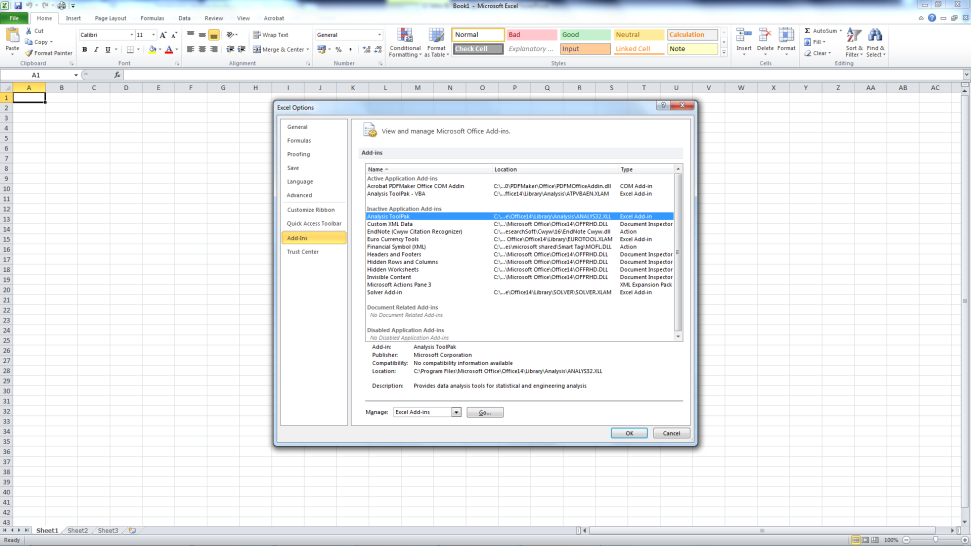 Book1 - Microsoft Excel
File Home Insert Page Layout Formulas Data Review View Acrobat
Cut
Copy
Format Painter
Paste
Clipboard
Calibri 11
B I U
Font
Wrap Text
Merge & Center
Alignment
General
$ % ,
Number
Conditional Formatting
Format as Table
Normal Bad Good Neutral Calculation
Check Cell Explanatory ... Input Linked Cell Note
Styles
Insert Delete Format
Cells
AutoSum
Fill
Clear
Sort & Filter
Find & Select
Editing
A1 fx
A B C D E F G H I J K L M N O P Q R S T U V W X Y Z AA AB AC
1
2
3
4
5
6
7
8
9
10
11
12
13
14
15
16
17
18
19
20
21
22
23
24
25
26
27
28
29
30
31
32
33
34
35
36
37
38
39
40
41
42
43
Excel Options
General
Formulas
Proofing
Save
Language
Advanced
Customize Ribbon
Quick Access Toolbar
Add-Ins
Trust Center
View and manage Microsoft Office Add-ins.
Add-ins
Name Location Type
Active Application Add-ins
Acrobat PDFMaker Office COM Addin C:\...0\PDFMaker\Office\PDFMOfficeAddin.dll COM Add-in
Analysis ToolPak - VBA C:\...ffice14\Library\Analysis\ATPVBAEN.XLAM Excel Add-in
Inactive Application Add-ins
Analysis ToolPak C:\...e\Office14\Library\Analysis\ANALYS32.XLL Excel Add-in
Custom XML Data C:\...\Microsoft Office\Office14\OFFRHD.DLL Document Inspector
EndNote (Cwyw Citation Recognizer) C:\...esearchSoft\Cwyw\16\EndNote Cwyw.dll Action
Euro Currency Tools C:\... Office\Office14\Library\EUROTOOL.XLAM Excel Add-in
Financial Symbol (XML) C:\...es\microsoft shared\Smart Tag\MOFL.DLL Action
Headers and Footers C:\...\Microsoft Office\Office14\OFFRHD.DLL Document Inspector
Hidden Rows and Columns C:\...\Microsoft Office\Office14\OFFRHD.DLL Document Inspector
Hidden Worksheets C:\...\Microsoft Office\Office14\OFFRHD.DLL Document Inspector
Invisible Content C:\...\Microsoft Office\Office14\OFFRHD.DLL Document Inspector
Microsoft Actions Pane 3 XML Expansion Pack
Solver Add-in C:\...e\Office14\Library\SOLVER\SOLVER.XLAM Excel Add-in
Document Related Add-ins
No Document Related Add-ins
Disabled Application Add-ins
No Disabled Application Add-ins
Add-in: Analysis ToolPak
Publisher: Microsoft Corporation
Compatibility: No compatibility information available
Location: C:\Program Files\Microsoft Office\Office14\Library\Analysis\ANALYS32.XLL
Description: Provides data analysis tools for statistical and engineering analysis
Manage: Excel Add-ins Go...
OK Cancel
Sheet1 Sheet2 Sheet3
Ready 100%